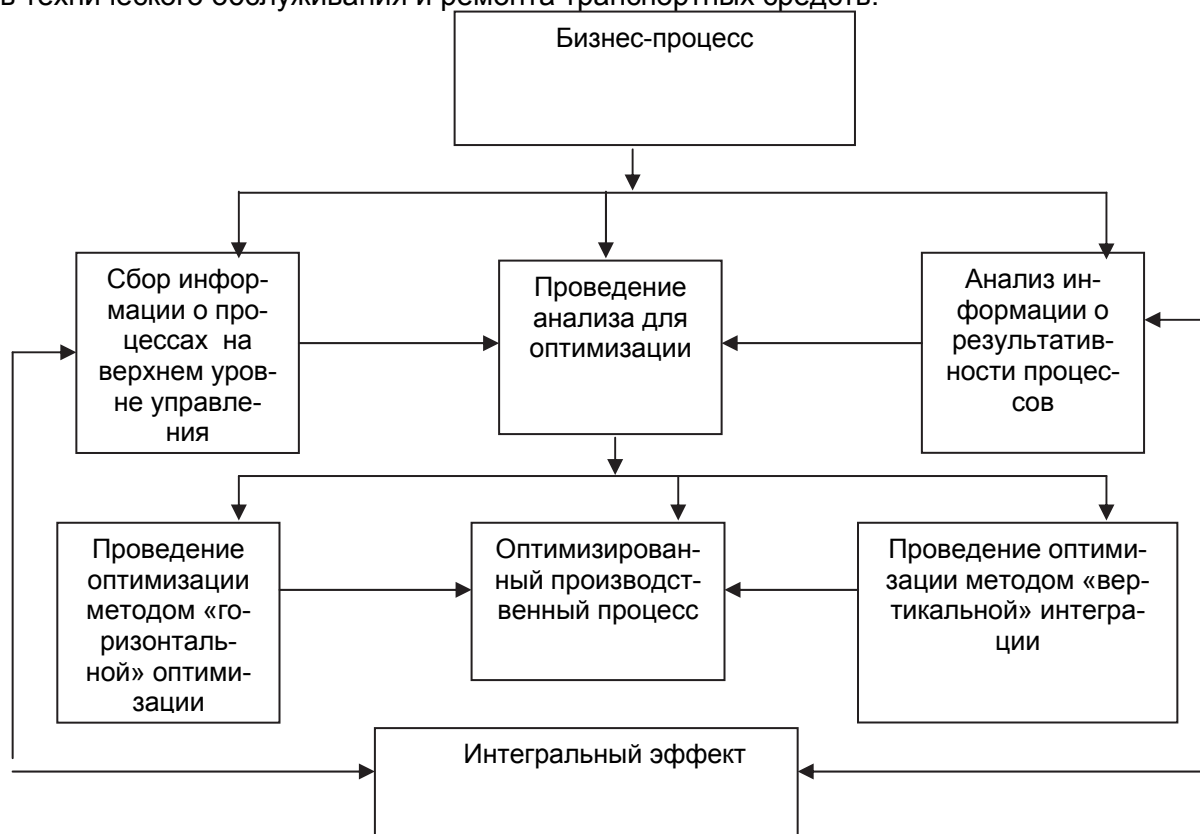 в технического обслуживания и ремонта транспортных средств.
Бизнес-процесс
Сбор инфор-
мации о про-
цессах на
верхнем уров-
не управле-
ния
Проведение
анализа для
оптимизации
Анализ ин-
формации о
результатив-
ности процес-
сов
Проведение
оптимизации
методом «го-
ризонталь-
ной» оптими-
зации
Оптимизирован-
ный производст-
венный процесс
Проведение оптими-
зации методом «вер-
тикальной» интегра-
ции
Интегральный эффект